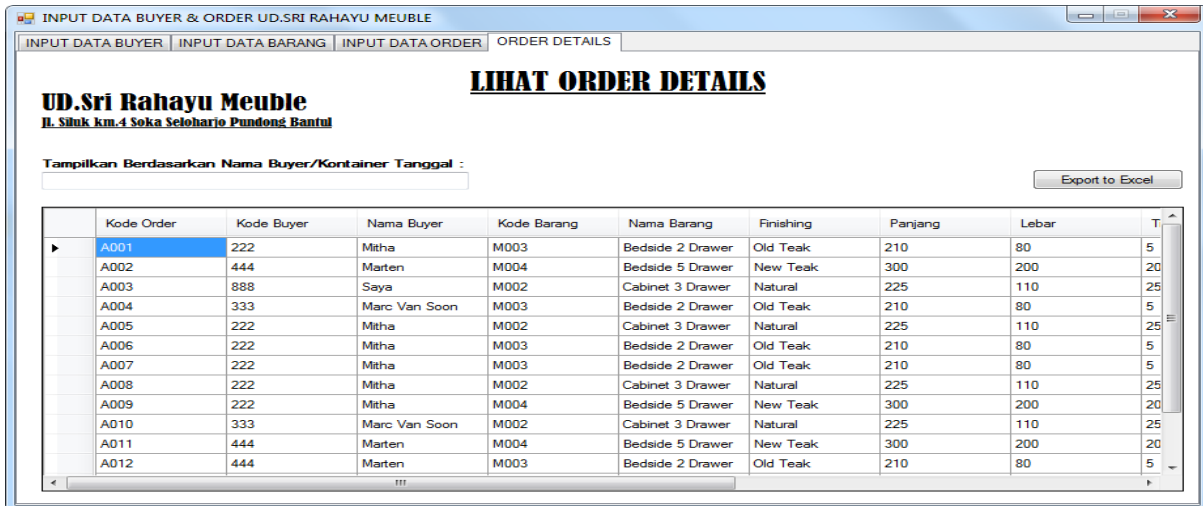 INPUT DATA BUYER & ORDER UD.SRI RAHAYU MEUBLE
INPUT DATA BUYER INPUT DATA BARANG INPUT DATA ORDER ORDER DETAILS
LIHAT ORDER DETAILS
UD.Sri Rahayu Meuble
Jl. Siluk km.4 Soka Seloharjo Pundong Bantul
Tampilkan Berdasarkan Nama Buyer/Kontainer Tanggal :
Export to Excel
Kode Order Kode Buyer Nama Buyer Kode Barang Nama Barang Finishing Panjang Lebar
A001 222 Mitha M003 Bedside 2 Drawer Old Teak 210 80 5
A002 444 Marten M004 Bedside 5 Drawer New Teak 300 200 20
A003 888 Saya M002 Cabinet 3 Drawer Natural 225 110 25
A004 333 Marc Van Soon M003 Bedside 2 Drawer Old Teak 210 80 5
A005 222 Mitha M002 Cabinet 3 Drawer Natural 225 110 25
A006 222 Mitha M003 Bedside 2 Drawer Old Teak 210 80 5
A007 222 Mitha M003 Bedside 2 Drawer Old Teak 210 80 5
A008 222 Mitha M002 Cabinet 3 Drawer Natural 225 110 25
A009 222 Mitha M004 Bedside 5 Drawer New Teak 300 200 20
A010 333 Marc Van Soon M002 Cabinet 3 Drawer Natural 225 110 25
A011 444 Marten M004 Bedside 5 Drawer New Teak 300 200 20
A012 444 Marten M003 Bedside 2 Drawer Old Teak 210 80 5